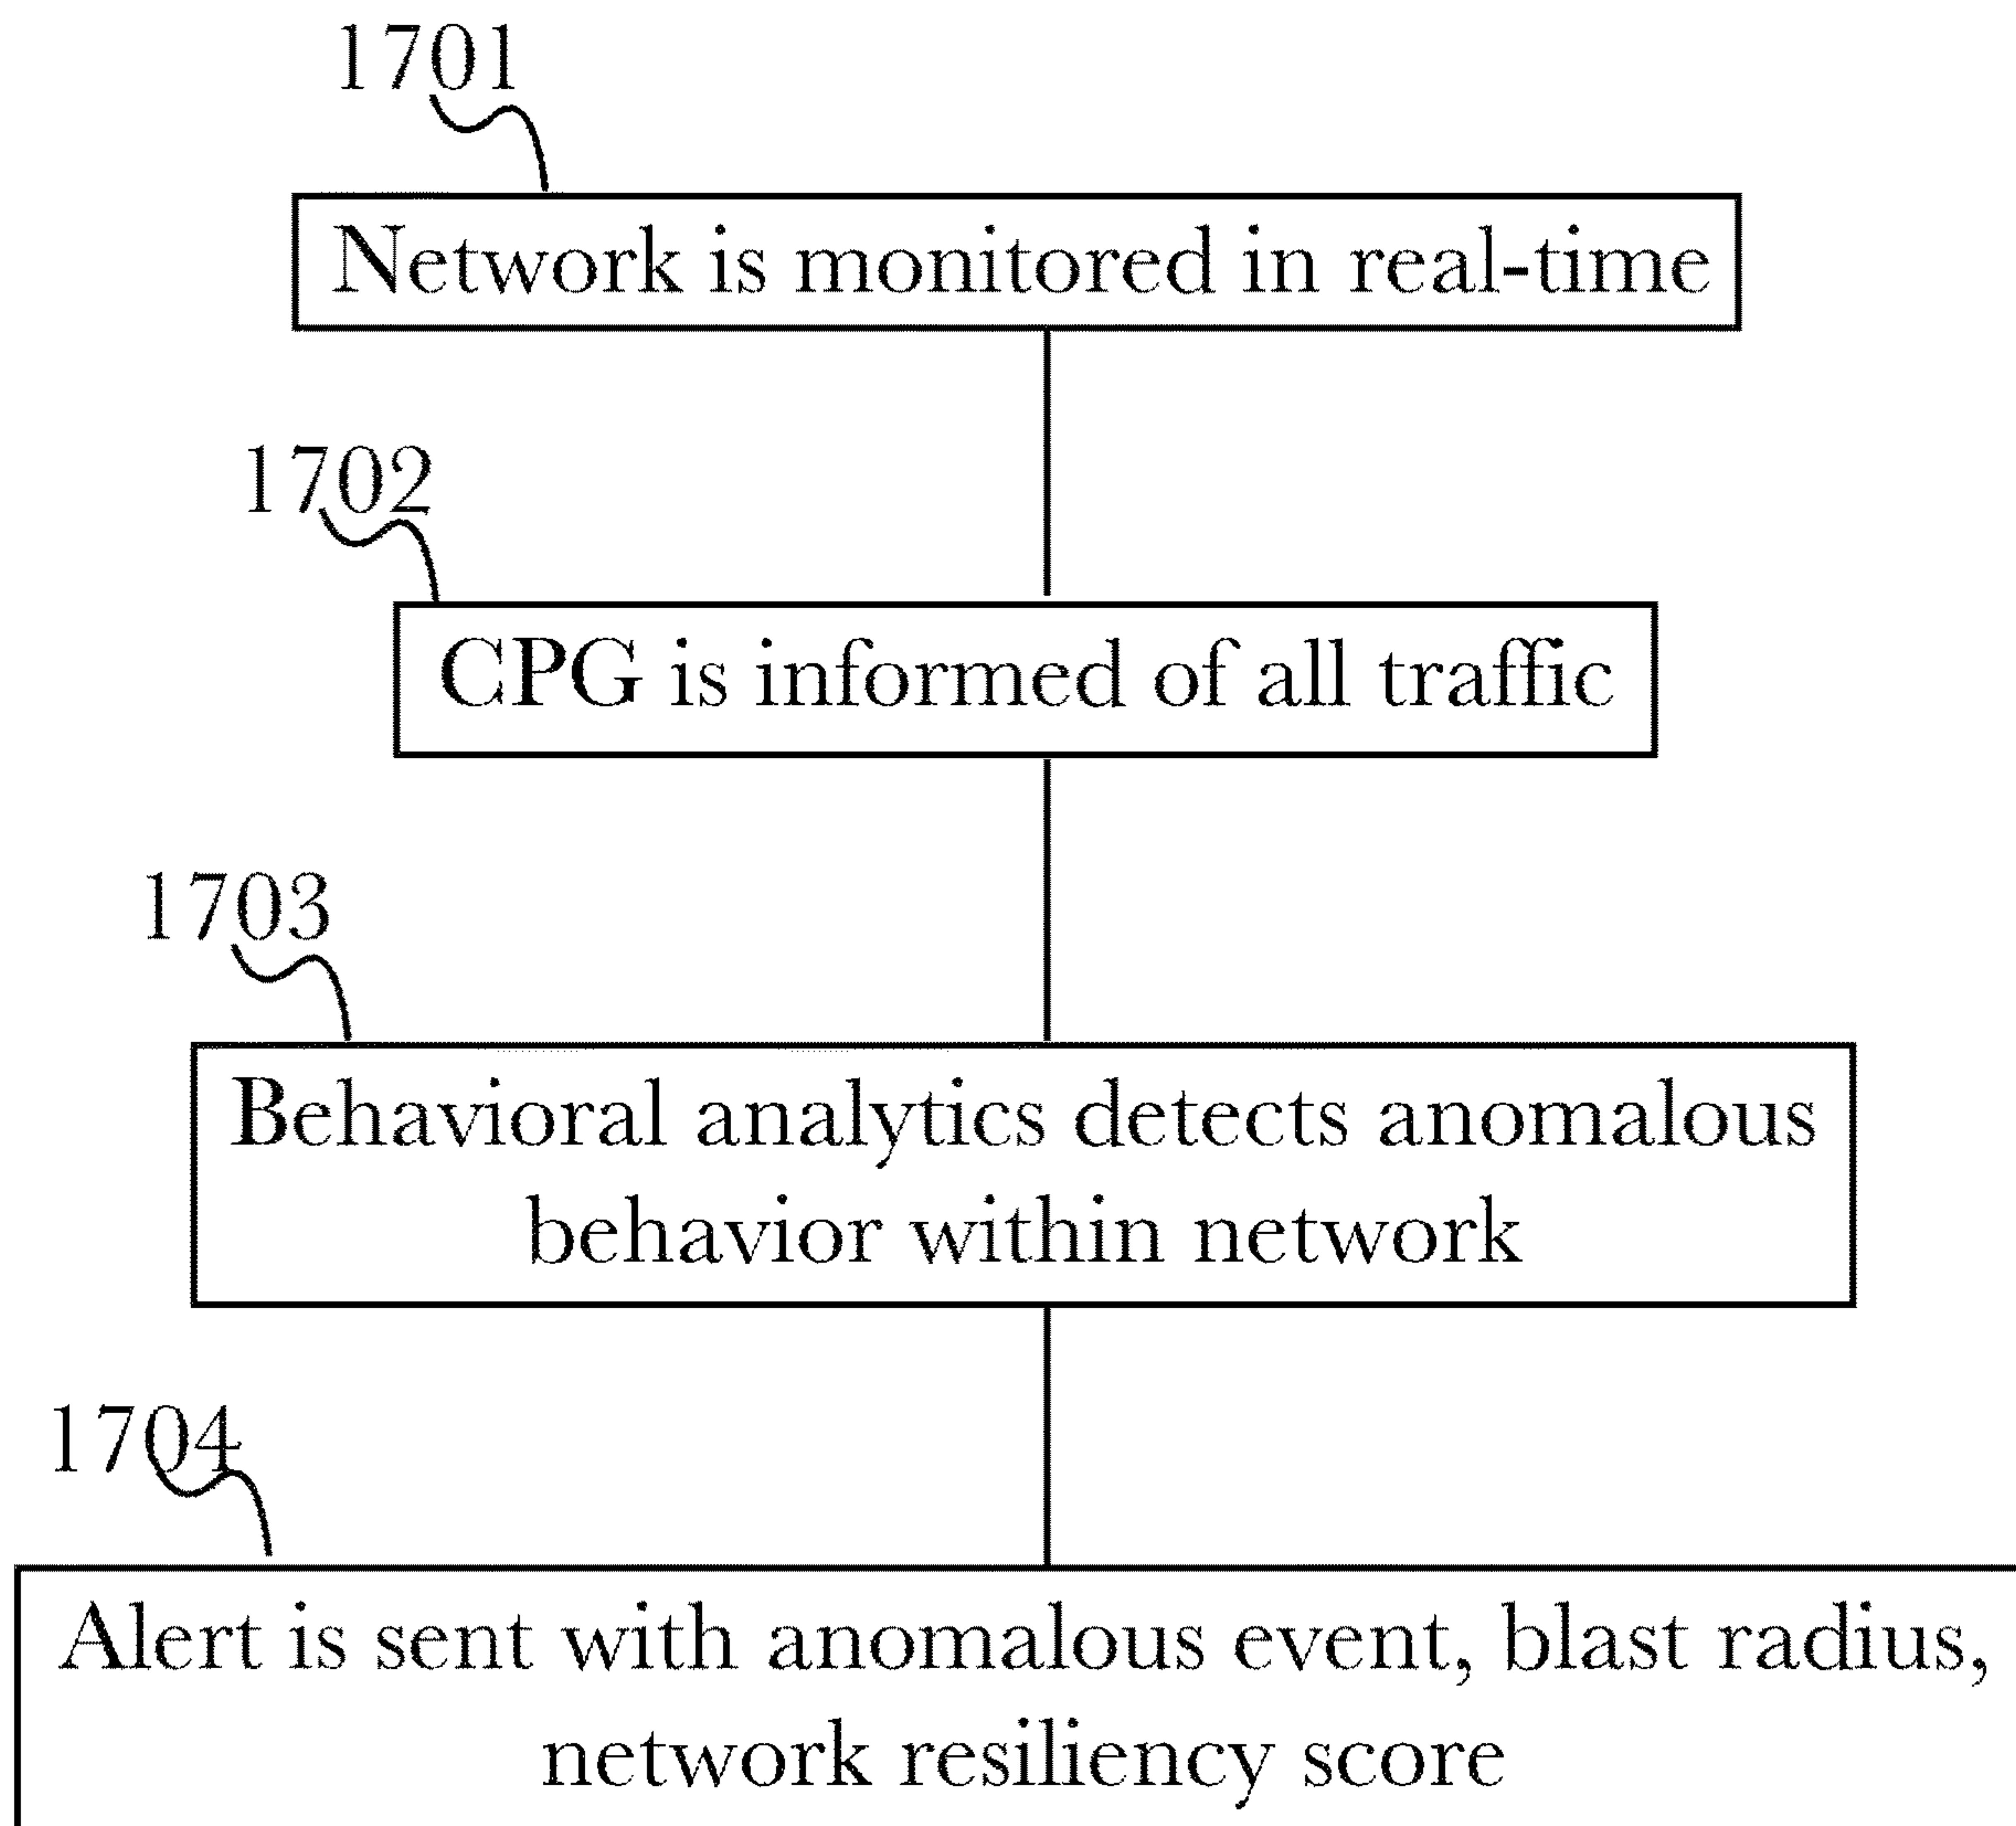 1701
Network is monitored in real-time
1702
CPG is informed of all traffic
1703
Behavioral analytics detects anomalous
behavior within network
1704
Alert is sent with anomalous event, blast radius,
network resiliency score